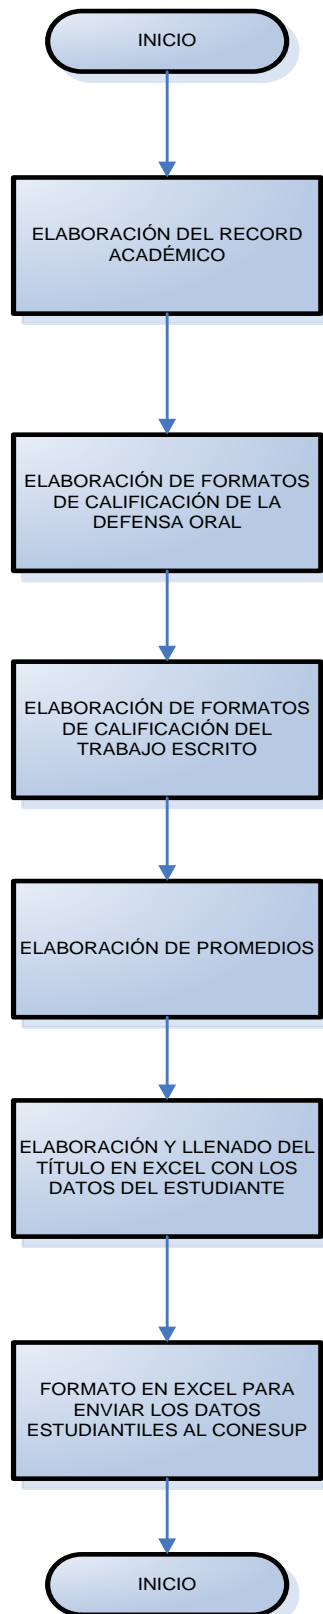 INICIO
ELABORACIÓN DEL RECORD
ACADÉMICO
ELABORACIÓN DE FORMATOS
DE CALIFICACIÓN DE LA
DEFENSA ORAL
ELABORACIÓN DE FORMATOS
DE CALIFICACIÓN DEL
TRABAJO ESCRITO
ELABORACIÓN DE PROMEDIOS
ELABORACIÓN Y LLENADO DEL
TÍTULO EN EXCEL CON LOS
DATOS DEL ESTUDIANTE
FORMATO EN EXCEL PARA
ENVIAR LOS DATOS
ESTUDIANTILES AL CONESUP
INICIO